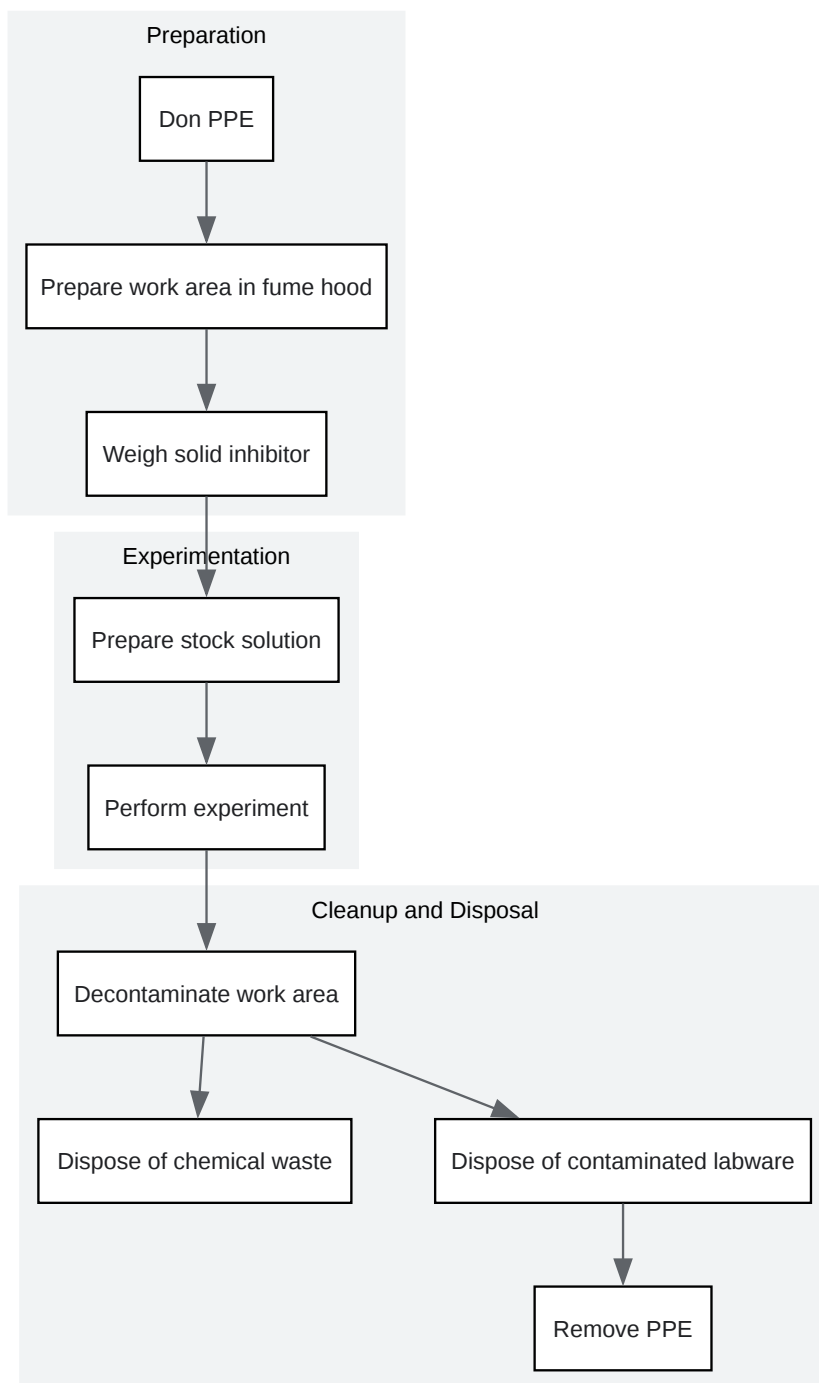 Preparation
Don PPE
Prepare work area in fume hood
Weigh solid inhibitor
Experimentation
Prepare stock solution
Perform experiment
Cleanup and Disposal
Decontaminate work area
Dispose of chemical waste
Dispose of contaminated labware
Remove PPE